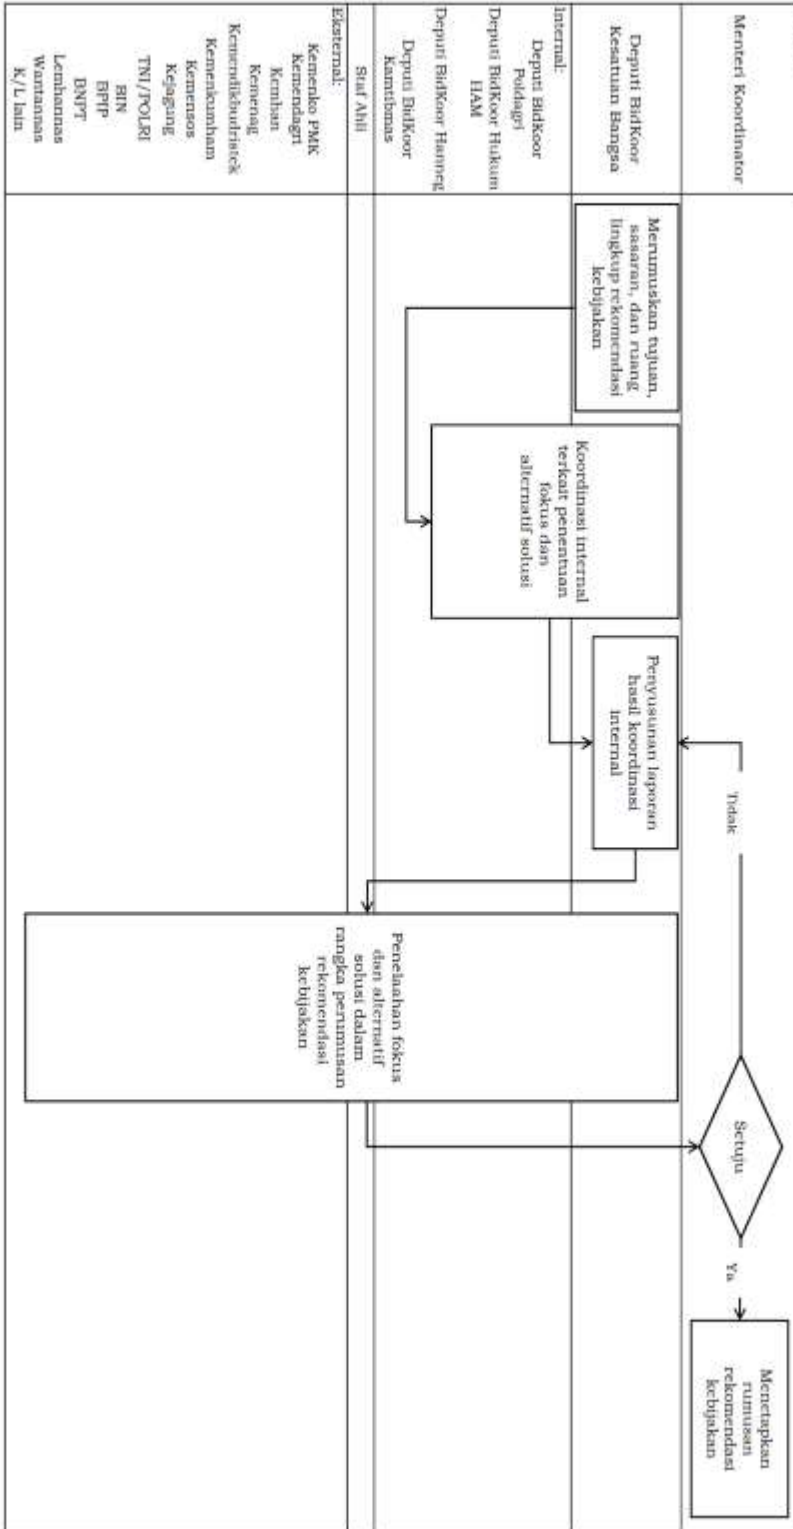 Menteri Koordinator
Deputi BidKoor
Kesatuan Bangsa
Internal:
Deputi BidKoor
Poldagri
Deputi BidKoor Hukum
HAM
Deputi BidKoor Hanneg
Deputi BidKoor
Kamtibmas
Staf Ahli
Eksternal:
Kemenko PMK
Kemendagri
Kemhan
Kemenag
Kemendikbudristek
Kemenkumham
Kemensos
Kejagung
TNI/POLRI
BIN
BPIP
BNPT
Lemhannas
Wantannas
K/L lain
Merumuskan tujuan,
sasaran, dan ruang
lingkup rekomendasi
kebijakan
Koordinasi internal
terkait penentuan
fokus dan
alternatif solusi
Penyusunan laporan
hasil koordinasi
internal
Tidak
Penelaahan fokus
dan alternatif
solusi dalam
rangka perumusan
rekomendasi
kebijakan
Setuju
Ya
Menetapkan
rumusan
rekomendasi
kebijakan